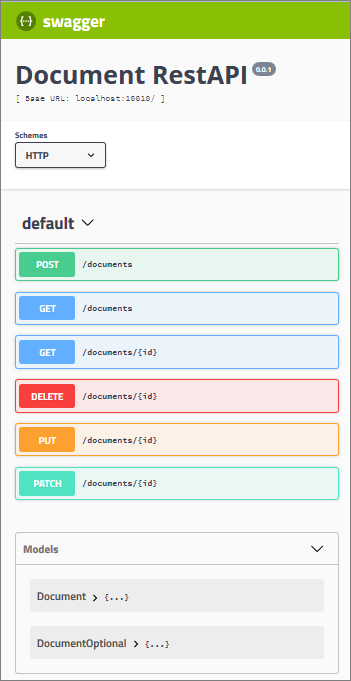 {···} swagger
Document RestAPI 0.0.1
[ Base URL: localhost:10010/ ]
Schemes
HTTP
default
POST /documents
GET /documents
GET /documents/{id}
DELETE /documents/{id}
PUT /documents/{id}
PATCH /documents/{id}
Models
Document > {...}
DocumentOptional > {...}